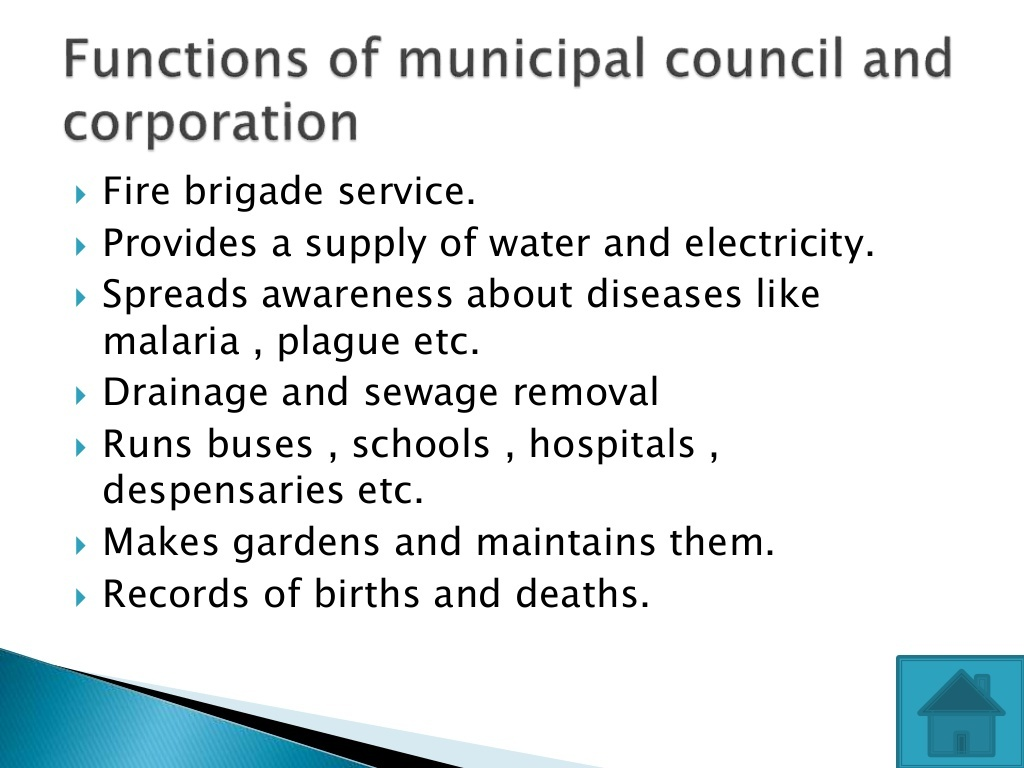 Functions of municipal council and
corporation
Fire brigade service.
Provides a supply of water and electricity.
Spreads awareness about diseases like
malaria , plague etc.
Drainage and sewage removal
Runs buses , schools , hospitals ,
despensaries etc.
Makes gardens and maintains them.
Records of births and deaths.